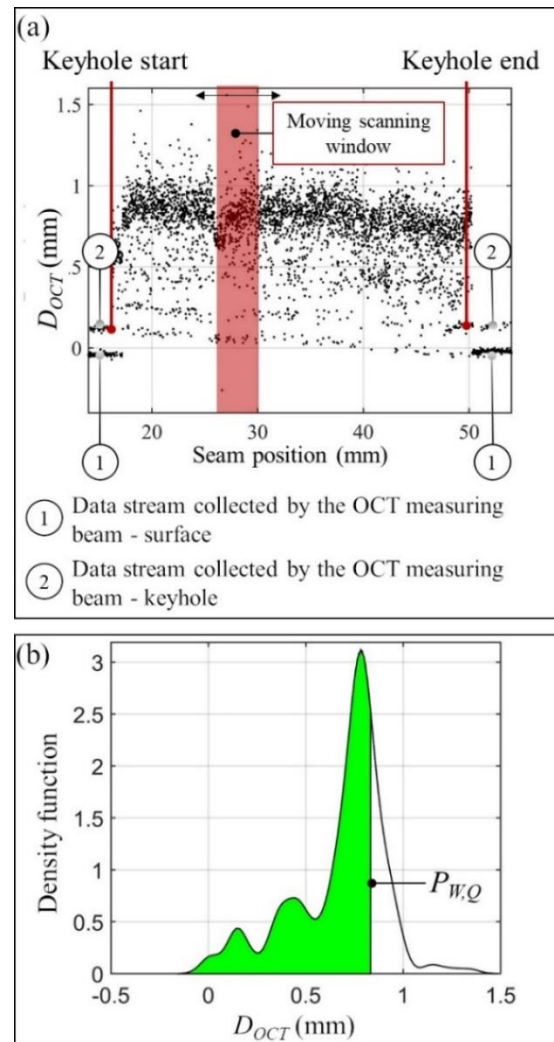 (a)
Keyhole start
Keyhole end
1.5
Moving scanning
window
1
2
2
.5
D_OCT (mm)
0
20
30
40
50
Seam position (mm)
1
1
1 Data stream collected by the OCT measuring
beam - surface
2 Data stream collected by the OCT measuring
beam - keyhole
(b)
3
2.5
2
1.5
1
0.5
0
Density function
P_W,Q
-0.5
0
0.5
1
1.5
D_OCT (mm)